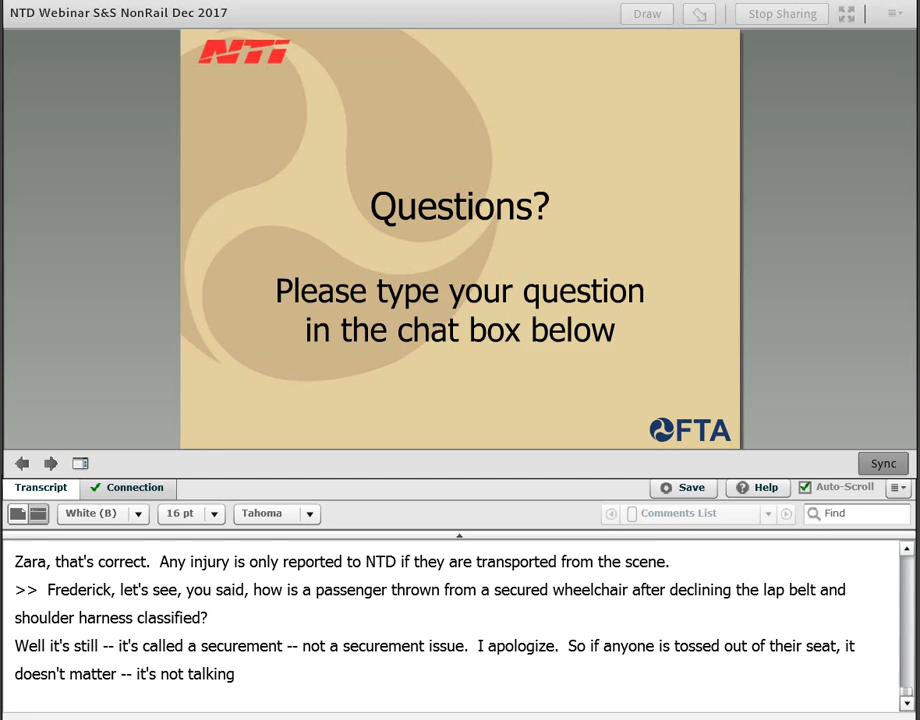 NTD Webinar S&S NonRail Dec 2017
Draw
Stop Sharing
NTI
Questions?
Please type your question
in the chat box below
FTA
Sync
Transcript
Connection
Save
Help
Auto-Scroll
White (B)
16 pt
Tahoma
Comments List
Find
Zara, that's correct.  Any injury is only reported to NTD if they are transported from the scene.
>>  Frederick, let's see, you said, how is a passenger thrown from a secured wheelchair after declining the lap belt and
shoulder harness classified?
Well it's still -- it's called a securement -- not a securement issue.  I apologize.  So if anyone is tossed out of their seat, it
doesn't matter -- it's not talking